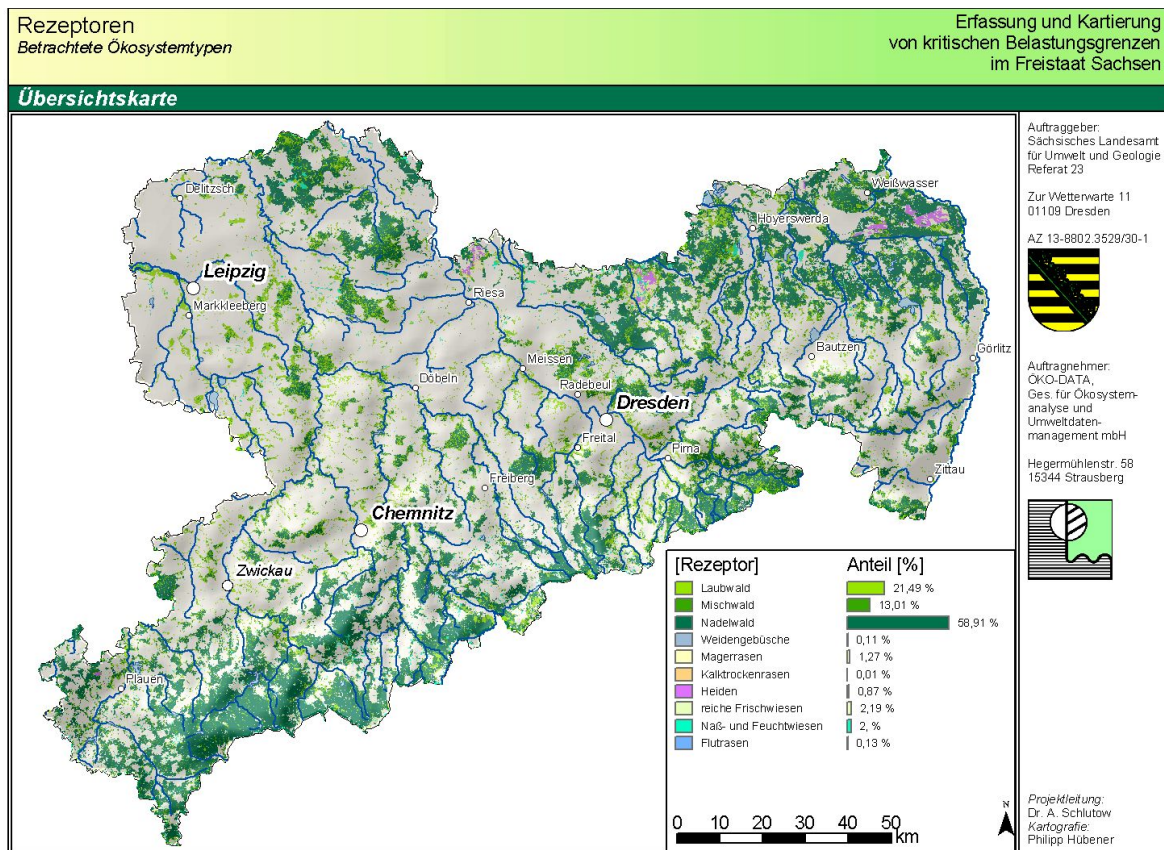 Rezeptoren
Betrachtete Ökosystemtypen
Erfassung und Kartierung
von kritischen Belastungsgrenzen
im Freistaat Sachsen
Übersichtskarte
Delitzsch
Leipzig
Markkleeberg
Riesa
Weißwasser
Hoyerswerda
Görlitz
Bautzen
Meissen
Radebeul
Döbeln
Dresden
Freital
Pirna
Zittau
Freiberg
Chemnitz
Zwickau
Plauen
[Rezeptor] Anteil [%]
Laubwald 21,49 %
Mischwald 13,01 %
Nadelwald 58,91 %
Weidengebüsche 0,11 %
Magerrasen 1,27 %
Kalktrockenrasen 0,01 %
Heiden 0,87 %
reiche Frischwiesen 2,19 %
Naß- und Feuchtwiesen 2, %
Flutrasen 0,13 %
0 10 20 30 40 50
km
N
Auftraggeber:
Sächsisches Landesamt
für Umwelt und Geologie
Referat 23
Zur Wetterwarte 11
01109 Dresden
AZ 13-8802.3529/30-1
Auftragnehmer:
ÖKO-DATA,
Ges. für Ökosystem-
analyse und
Umweltdaten-
management mbH
Hegermühlenstr. 58
15344 Strausberg
Projektleitung:
Dr. A. Schlutow
Kartografie:
Philipp Hübener